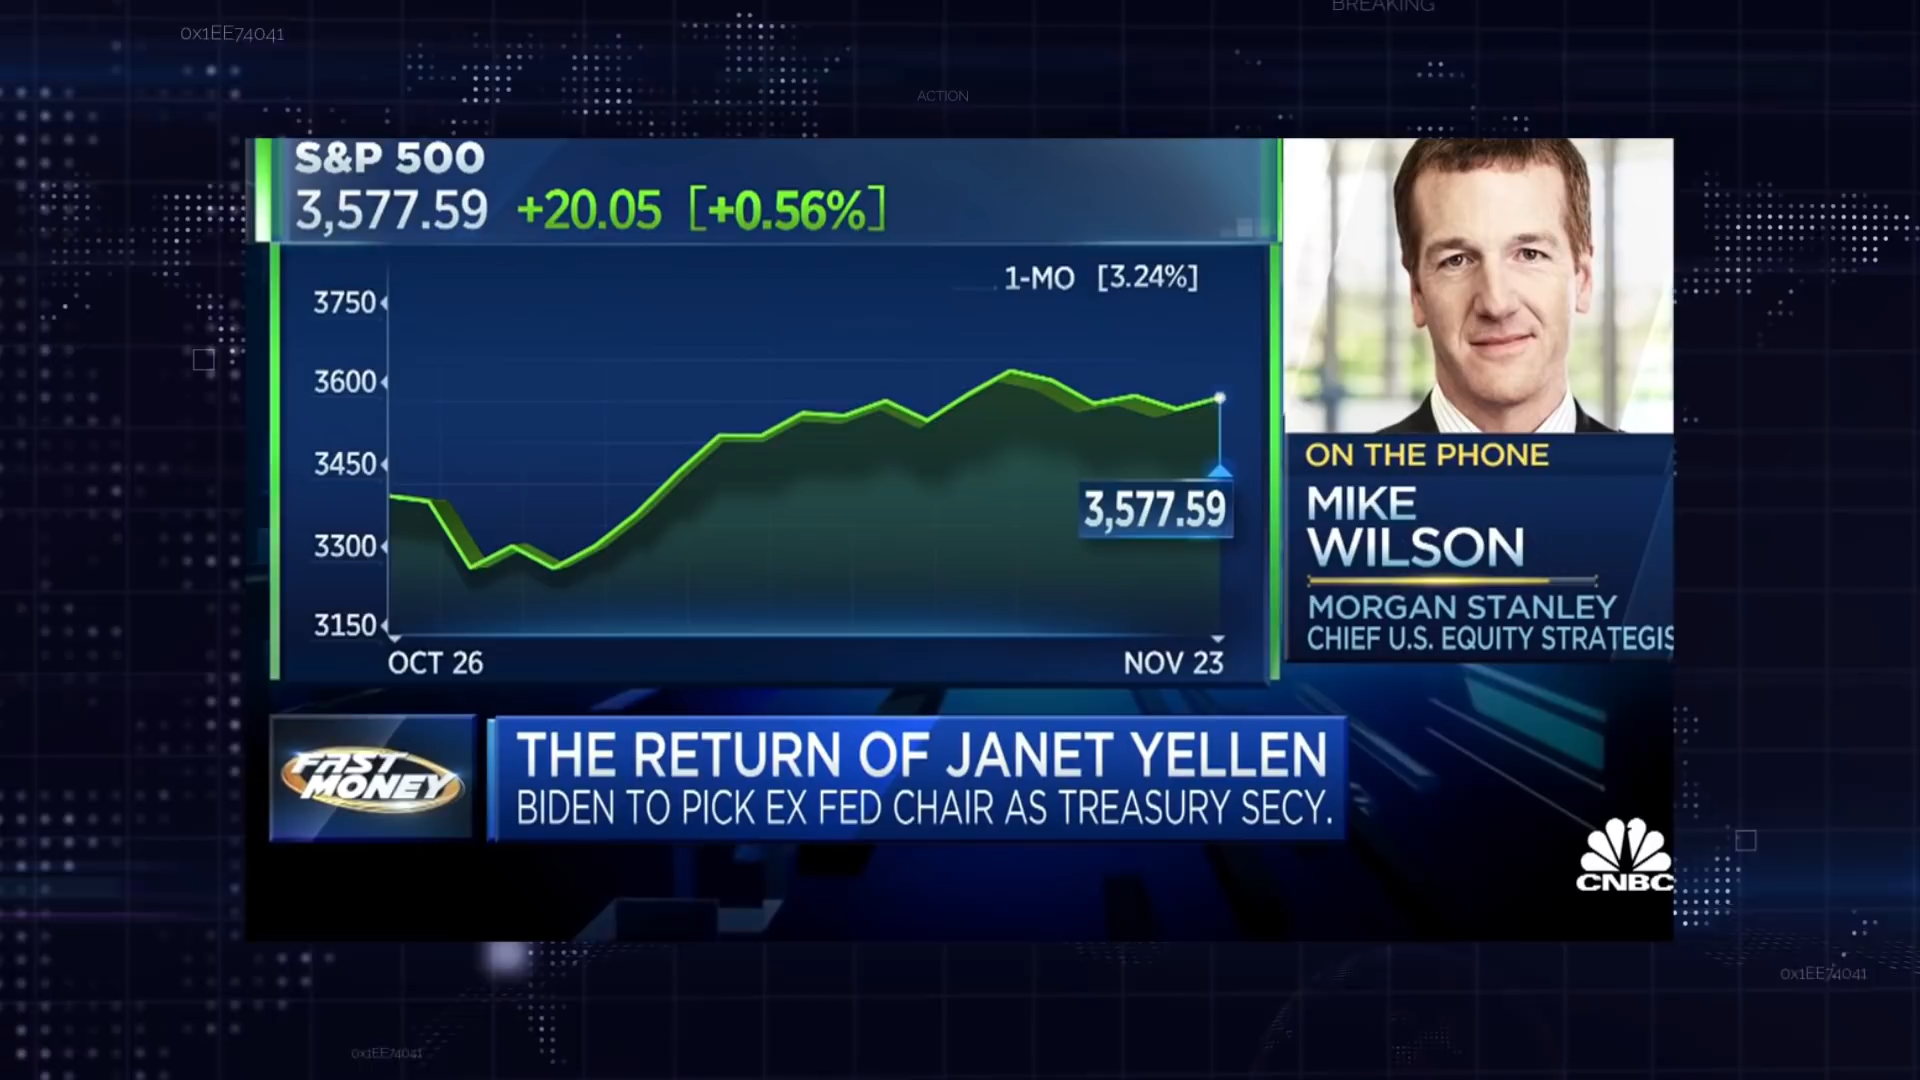 BREAKING
0x1EE74041
ACTION
S&P 500
3,577.59 +20.05 [+0.56%]
1-MO [3.24%]
3750
3600
3450
3300
3150
3,577.59
OCT 26
NOV 23
ON THE PHONE
MIKE
WILSON
MORGAN STANLEY
CHIEF U.S. EQUITY STRATEGIS
FAST
MONEY
THE RETURN OF JANET YELLEN
BIDEN TO PICK EX FED CHAIR AS TREASURY SECY.
CNBC
0x1EE74041
0x1EE74041